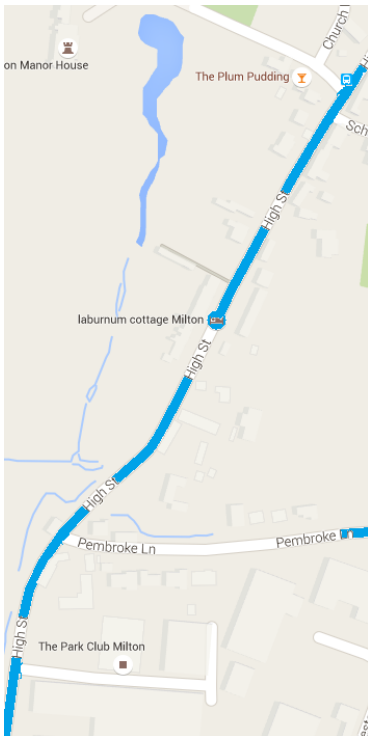 on Manor House
The Plum Pudding
Church
High St
laburnum cottage Milton
High St
High St
Pembroke Ln
Pembroke Ln
High St
The Park Club Milton